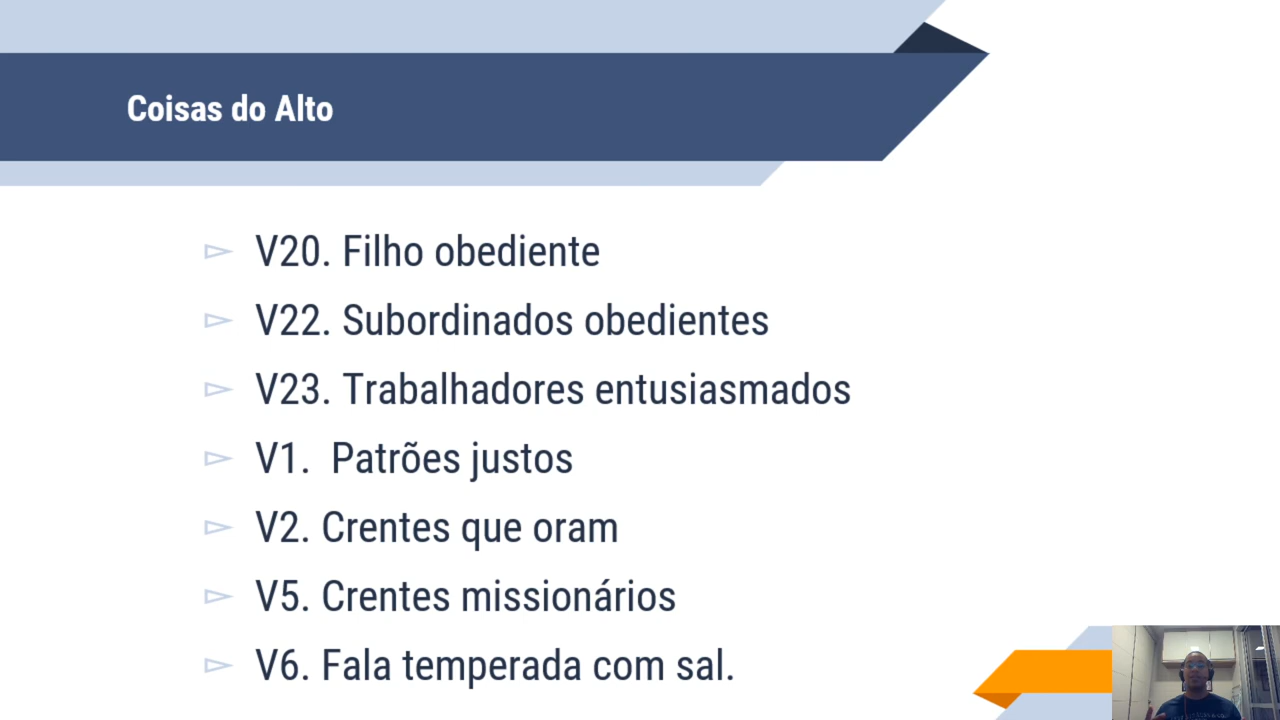 Coisas do Alto
V20. Filho obediente
V22. Subordinados obedientes
V23. Trabalhadores entusiasmados
V1. Patrões justos
V2. Crentes que oram
V5. Crentes missionários
V6. Fala temperada com sal.